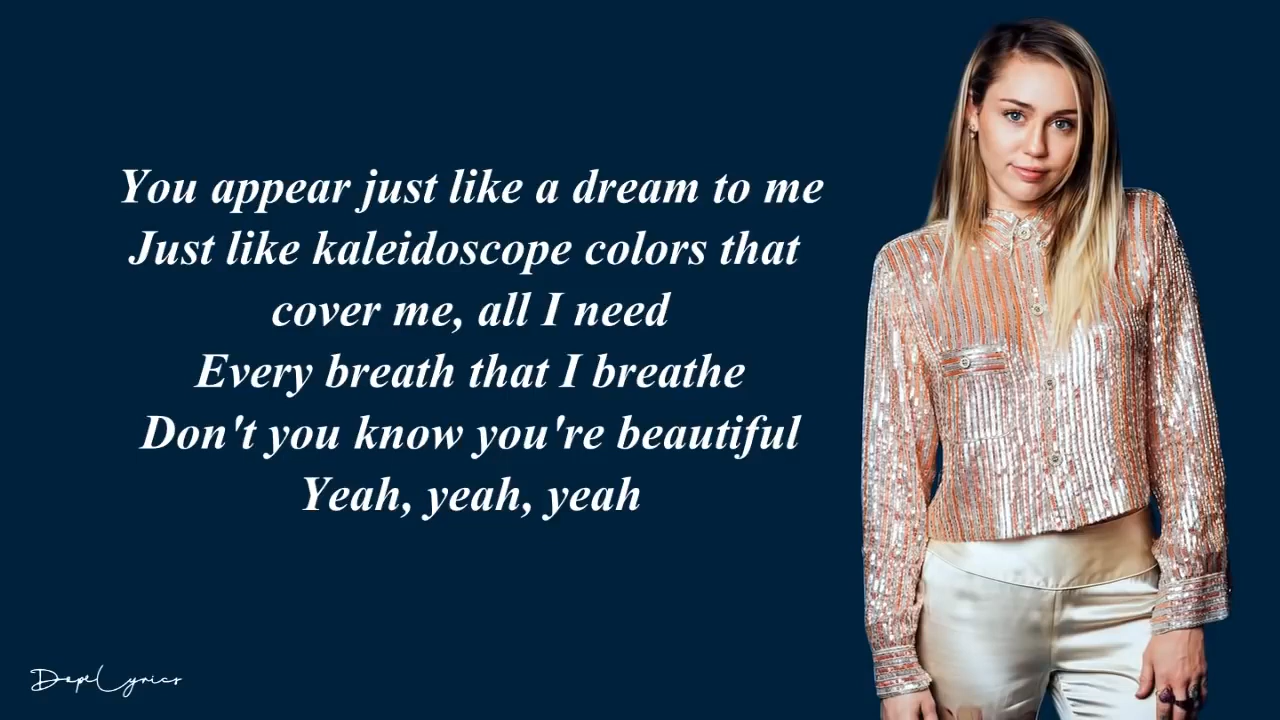 You appear just like a dream to me
Just like kaleidoscope colors that
cover me, all I need
Every breath that I breathe
Don't you know you're beautiful
Yeah, yeah, yeah
DopeLyrics